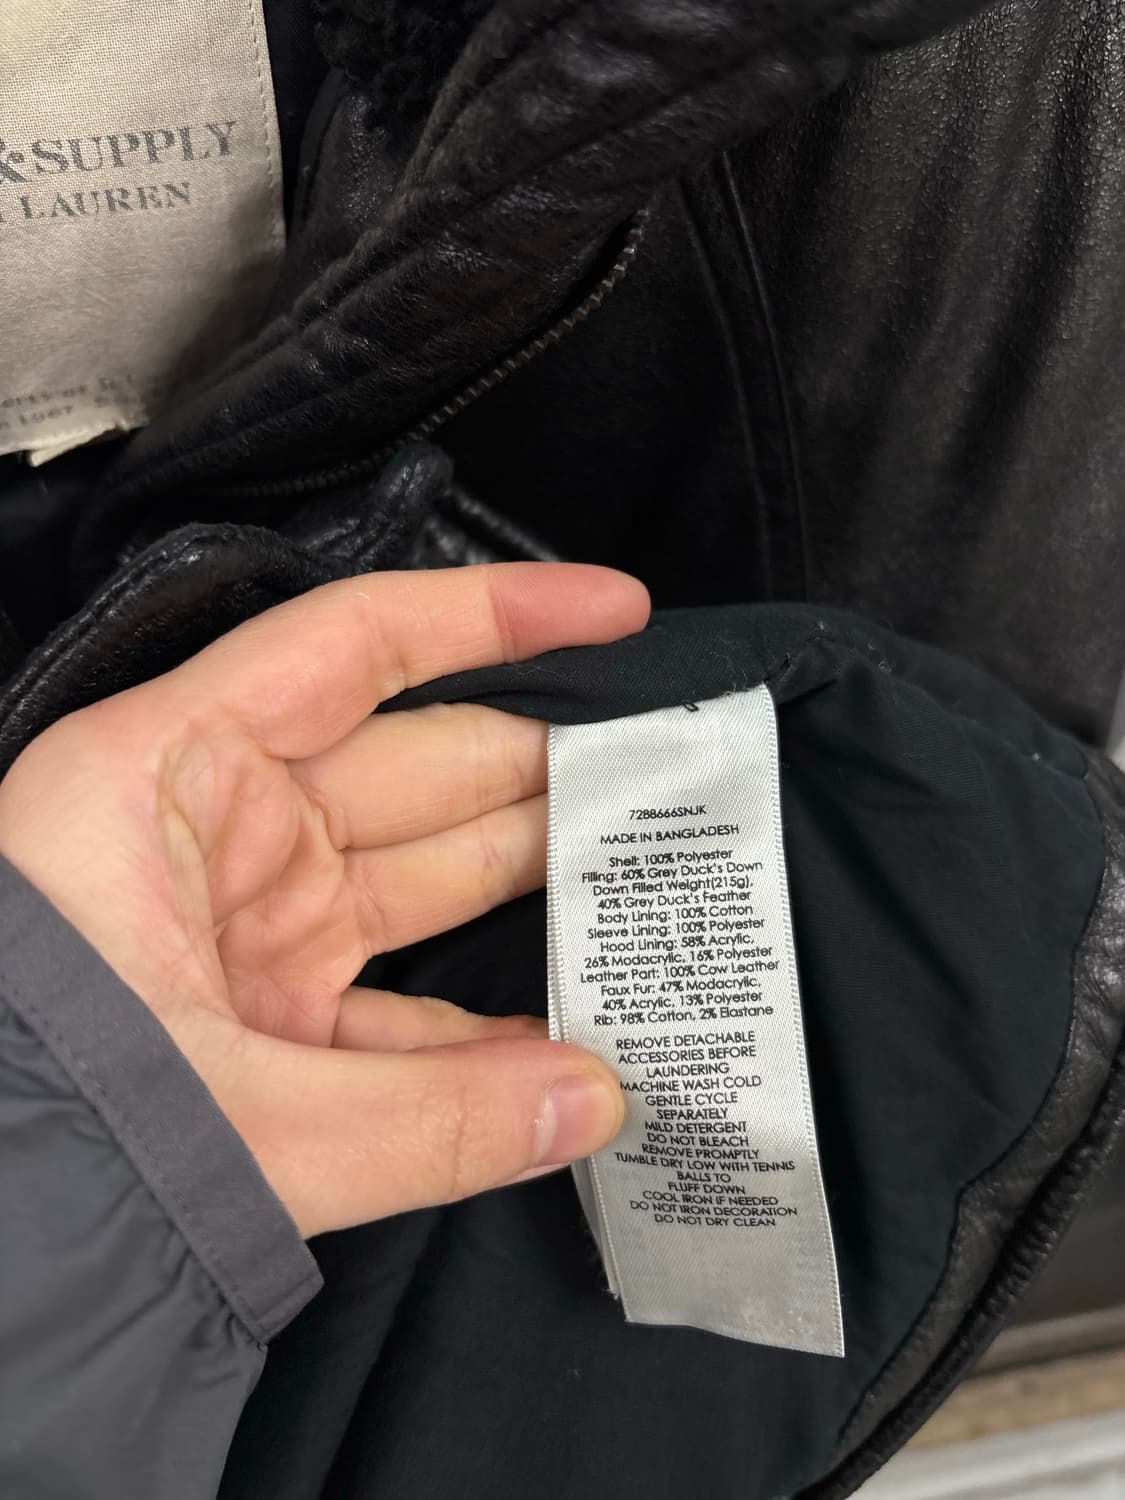 &SUPPLY
LAUREN
1967
7288666SNJK
MADE IN BANGLADESH
Shell: 100% Polyester
Filling: 60% Grey Duck's Down
Down Filled Weight(215g),
40% Grey Duck's Feather
Body Lining: 100% Cotton
Sleeve Lining: 100% Polyester
Hood Lining: 58% Acrylic,
26% Modacrylic, 16% Polyester
Leather Part: 100% Cow Leather
Faux Fur: 47% Modacrylic,
40% Acrylic, 13% Polyester
Rib: 98% Cotton, 2% Elastane
REMOVE DETACHABLE
ACCESSORIES BEFORE
LAUNDERING
MACHINE WASH COLD
GENTLE CYCLE
SEPARATELY
MILD DETERGENT
DO NOT BLEACH
REMOVE PROMPTLY
TUMBLE DRY LOW WITH TENNIS
BALLS TO
FLUFF DOWN
COOL IRON IF NEEDED
DO NOT IRON DECORATION
DO NOT DRY CLEAN